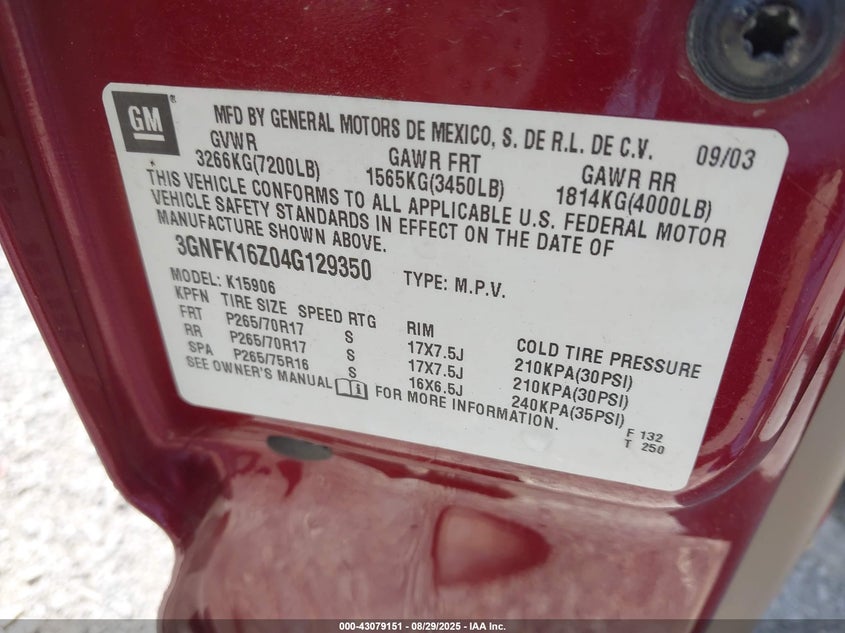 GM
MFD BY GENERAL MOTORS DE MEXICO, S. DE R.L. DE C.V. 09/03
GVWR GAWR FRT GAWR RR
3266KG(7200LB) 1565KG(3450LB) 1814KG(4000LB)
THIS VEHICLE CONFORMS TO ALL APPLICABLE U.S. FEDERAL MOTOR
VEHICLE SAFETY STANDARDS IN EFFECT ON THE DATE OF
MANUFACTURE SHOWN ABOVE.
3GNFK16Z04G129350 TYPE: M.P.V.
MODEL: K15906
KPFN TIRE SIZE SPEED RTG RIM COLD TIRE PRESSURE
FRT P265/70R17 S 17X7.5J 210KPA(30PSI)
RR P265/70R17 S 17X7.5J 210KPA(30PSI)
SPA P265/75R16 S 16X6.5J 240KPA(35PSI)
SEE OWNER'S MANUAL FOR MORE INFORMATION.
F 132
T 250
000-43079151 | 08/29/2025 | IAA Inc.